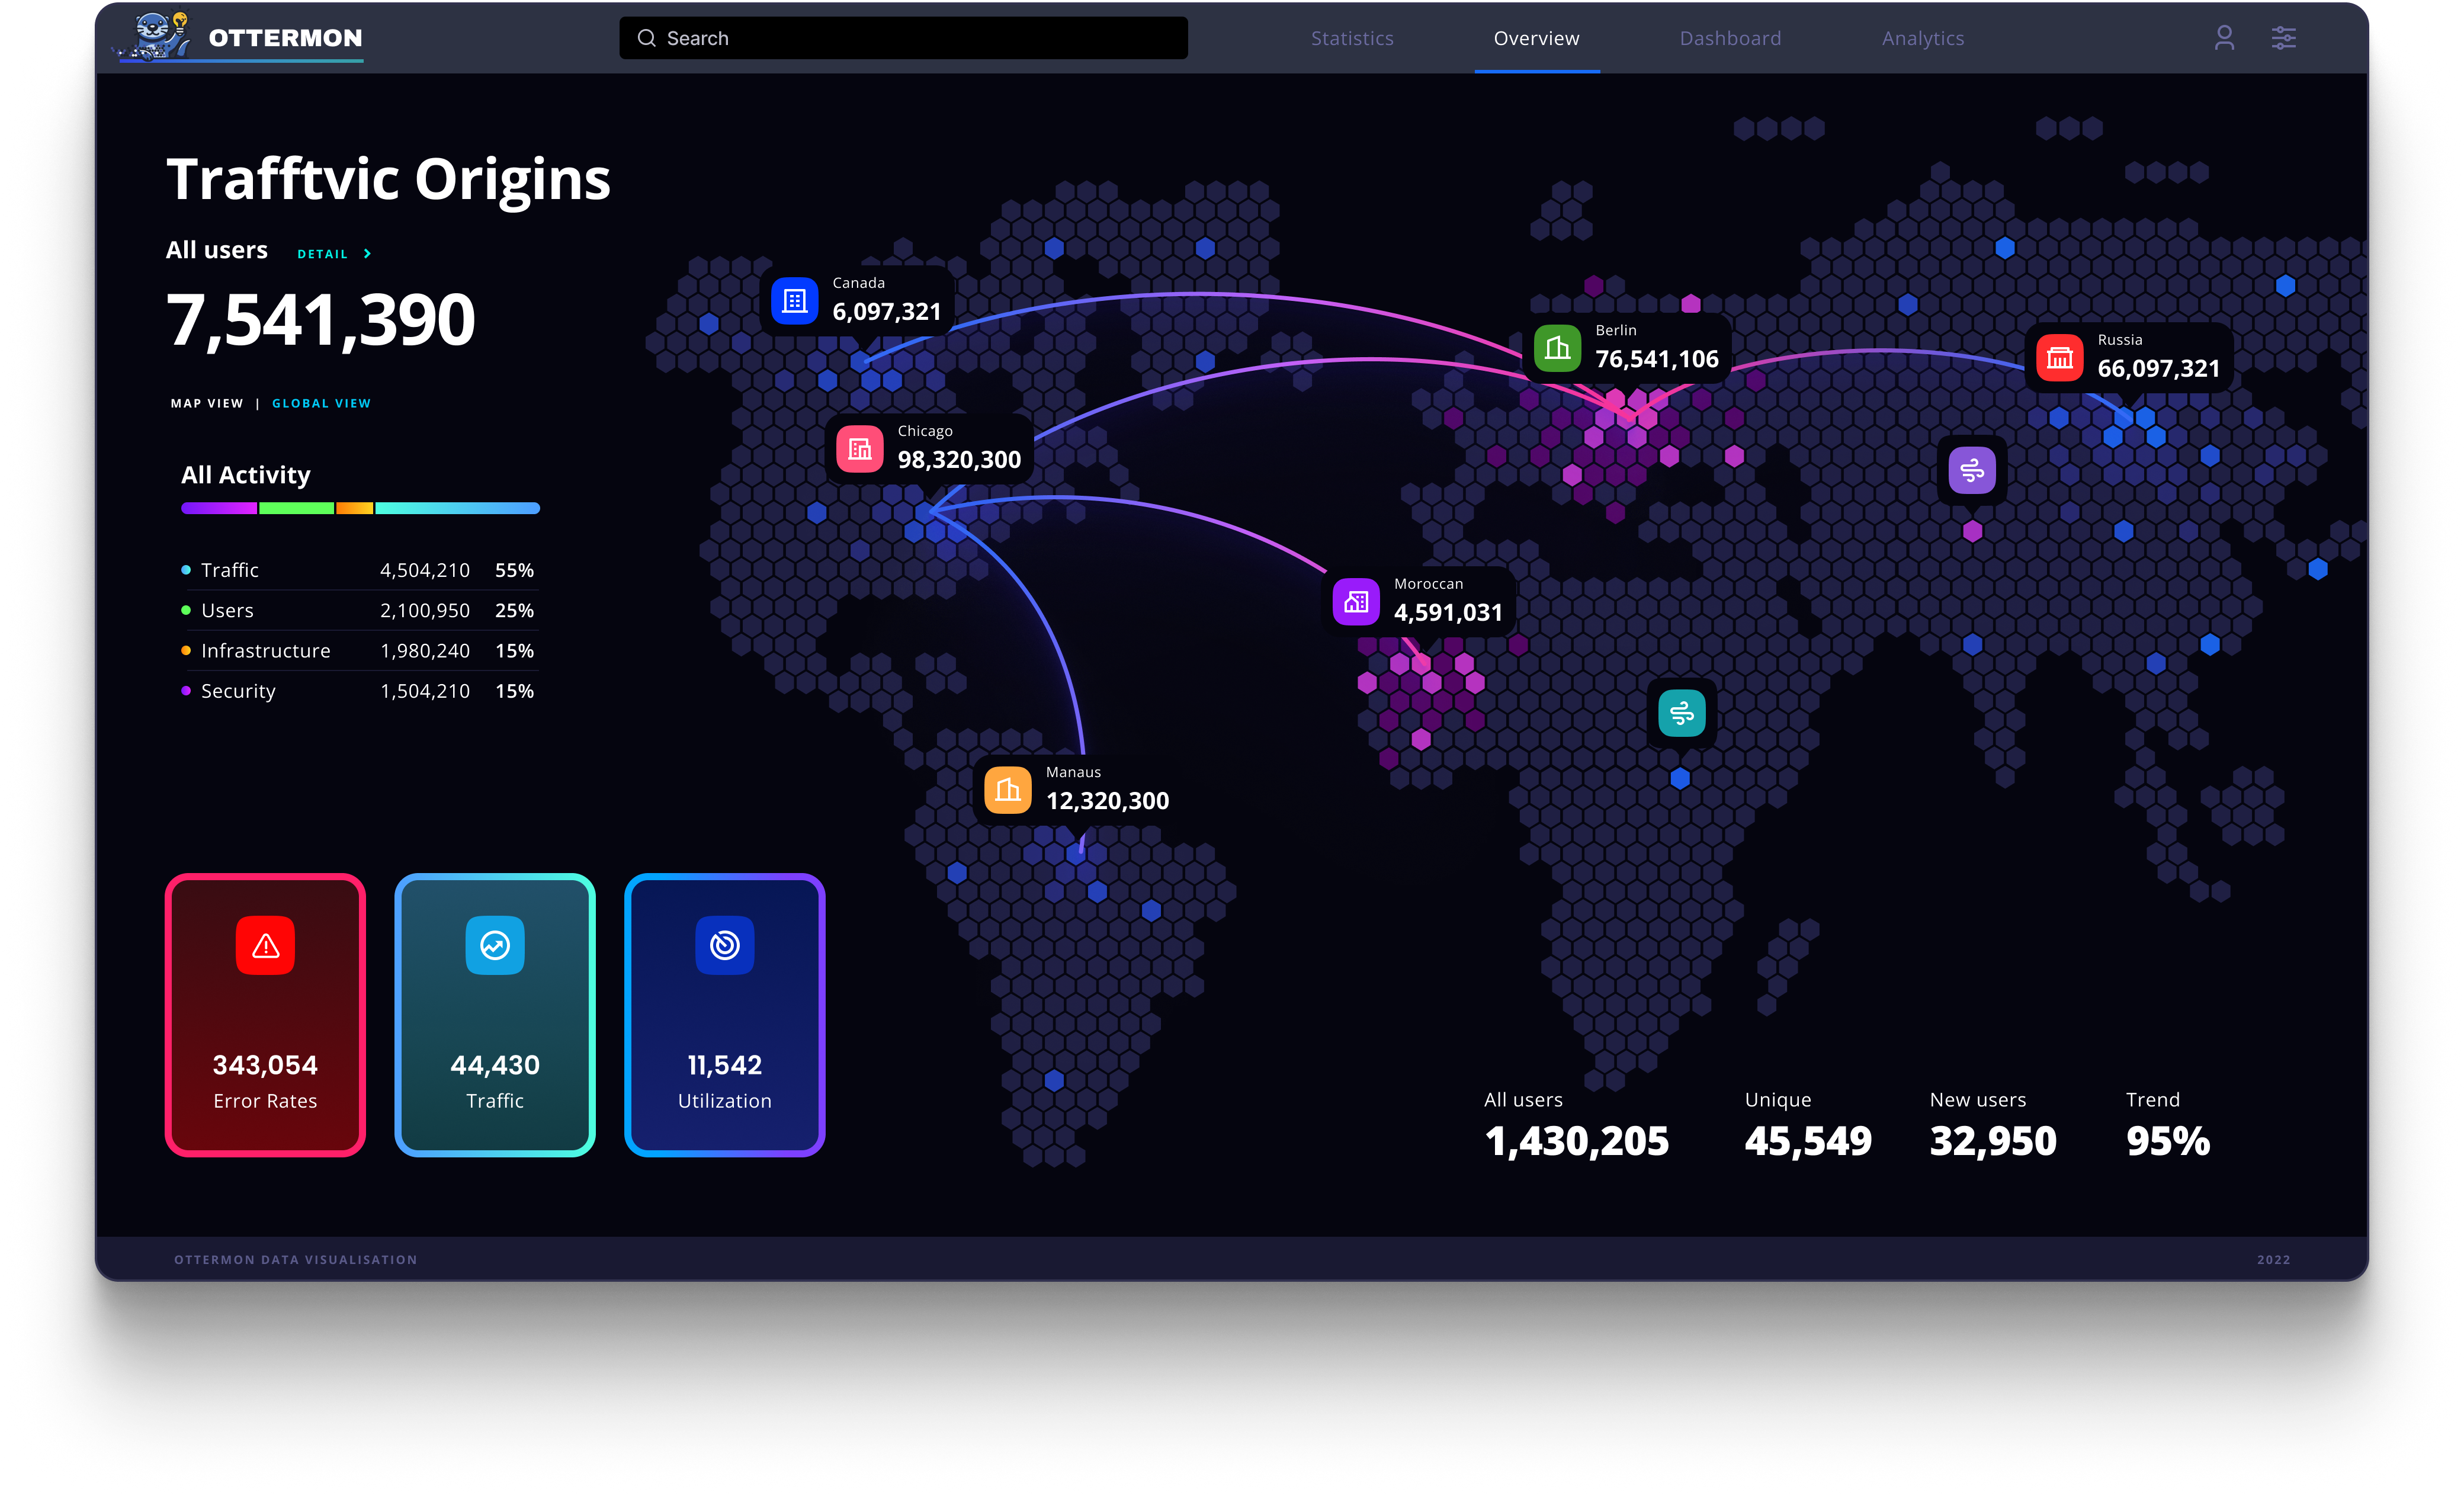 OTTERMON
Search
Statistics
Overview
Dashboard
Analytics
Trafftvic Origins
All users
DETAIL >
7,541,390
MAP VIEW | GLOBAL VIEW
All Activity
Traffic 4,504,210 55%
Users 2,100,950 25%
Infrastructure 1,980,240 15%
Security 1,504,210 15%
Canada
6,097,321
Chicago
98,320,300
Berlin
76,541,106
Russia
66,097,321
Moroccan
4,591,031
Manaus
12,320,300
343,054
Error Rates
44,430
Traffic
11,542
Utilization
All users
1,430,205
Unique
45,549
New users
32,950
Trend
95%
OTTERMON DATA VISUALISATION
2022